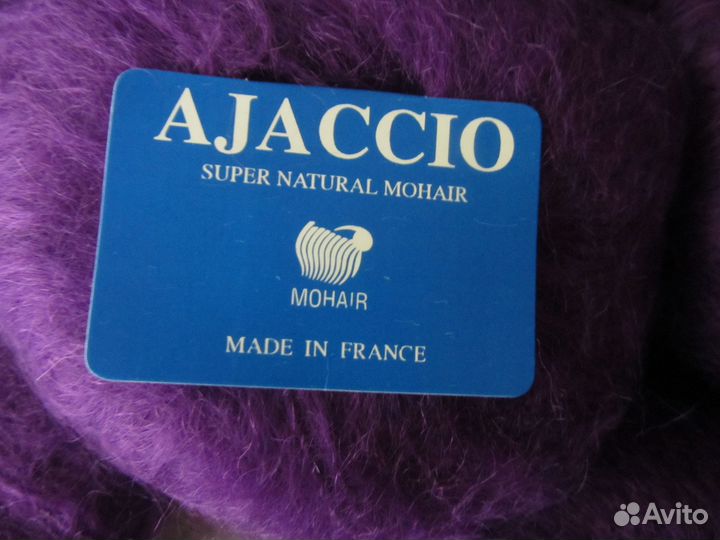 AJACCIO
SUPER NATURAL MOHAIR
MOHAIR
MADE IN FRANCE
Avito